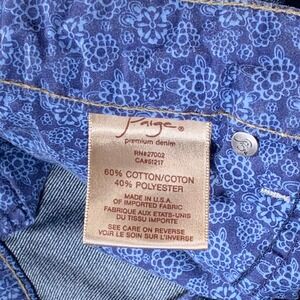 Paige®
premium denim
RN#27002
CA#61217
60% COTTON/COTON
40% POLYESTER
MADE IN U.S.A.
OF IMPORTED FABRIC
FABRIQUE AUX ETATS-UNIS
DU TISSU IMPORTE
SEE CARE ON REVERSE
VOIR LE SOIN SUR L'INVERSE